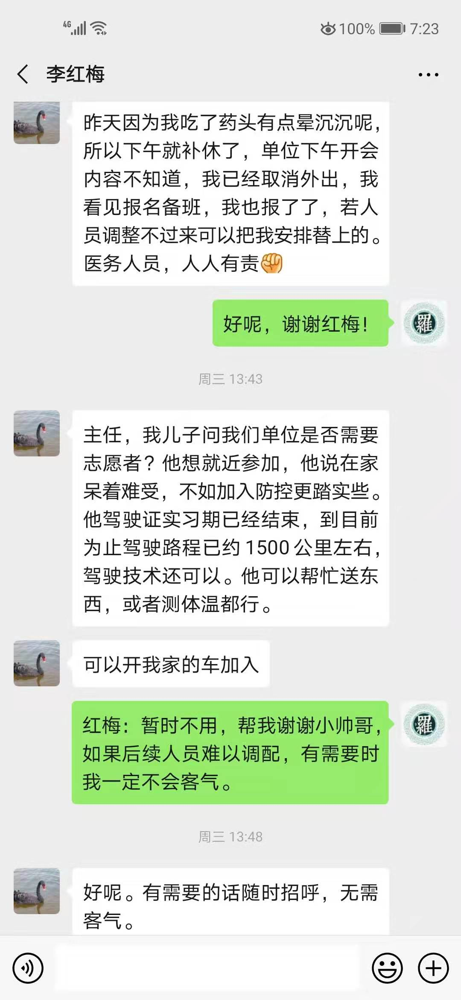 4G 100% 7:23
李红梅
昨天因为我吃了药头有点晕沉沉呢，
所以下午就补休了，单位下午开会
内容不知道，我已经取消外出，我
看见报名备班，我也报了了，若人
员调整不过来可以把我安排替上的。
医务人员，人人有责✊
好呢，谢谢红梅！
羅
周三 13:43
主任，我儿子问我们单位是否需要
志愿者？他想就近参加，他说在家
呆着难受，不如加入防控更踏实些。
他驾驶证实习期已经结束，到目前
为止驾驶路程已约1500公里左右，
驾驶技术还可以。他可以帮忙送东
西，或者测体温都行。
可以开我家的车加入
红梅：暂时不用，帮我谢谢小帅哥，
如果后续人员难以调配，有需要时
我一定不会客气。
羅
周三 13:48
好呢。有需要的话随时招呼，无需
客气。